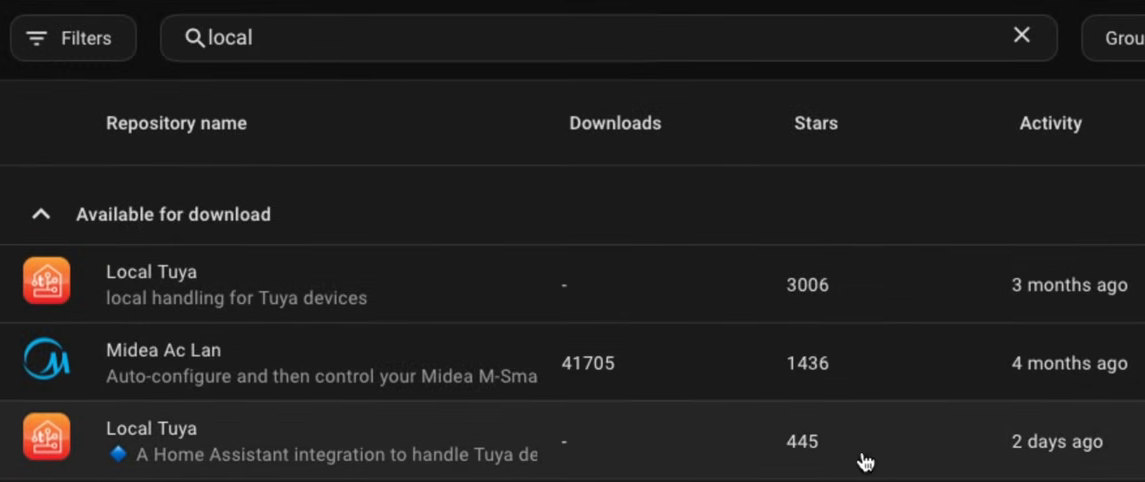 Filters
local
Grou
Repository name Downloads Stars Activity
Available for download
Local Tuya
local handling for Tuya devices
- 3006 3 months ago
Midea Ac Lan
Auto-configure and then control your Midea M-Sma
41705 1436 4 months ago
Local Tuya
🔷 A Home Assistant integration to handle Tuya de
- 445 2 days ago